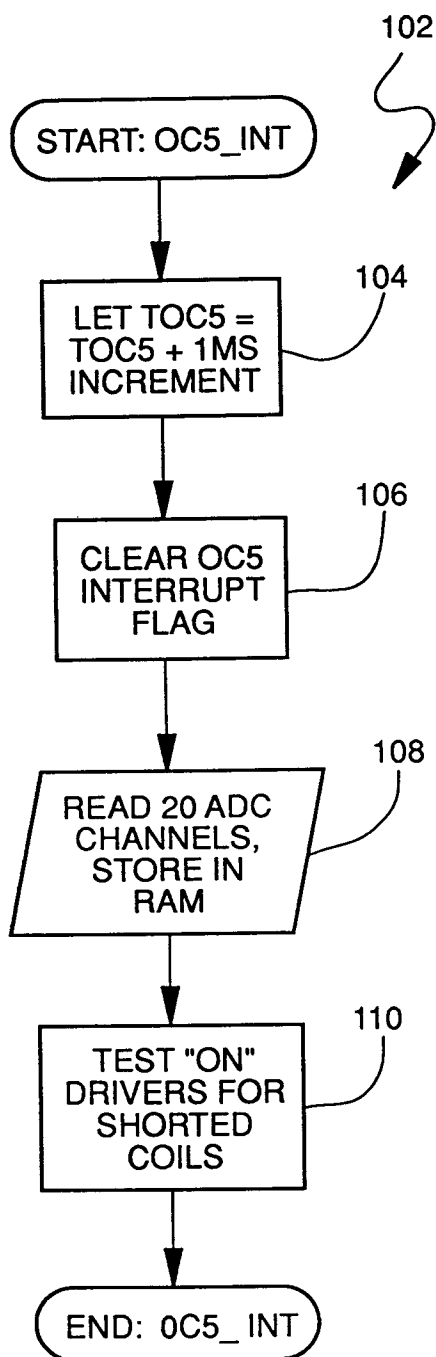 102
START: OC5_INT
104
LET TOC5 =
TOC5 + 1MS
INCREMENT
106
CLEAR OC5
INTERRUPT
FLAG
108
READ 20 ADC
CHANNELS,
STORE IN
RAM
110
TEST "ON"
DRIVERS FOR
SHORTED
COILS
END: 0C5_ INT